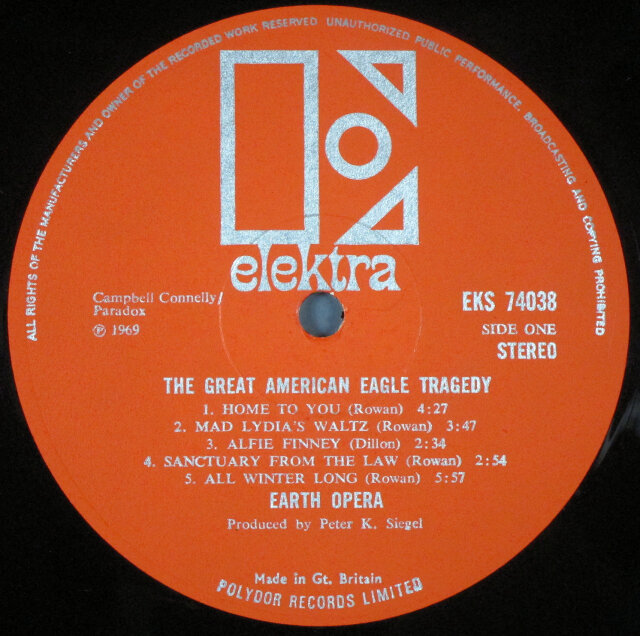 ALL RIGHTS OF THE MANUFACTURERS AND OWNER OF THE RECORDED WORK RESERVED UNAUTHORIZED PUBLIC PERFORMANCE, BROADCASTING AND COPYING PROHIBITED
elektra
Campbell Connelly/
Paradox
℗ 1969
EKS 74038
SIDE ONE
STEREO
THE GREAT AMERICAN EAGLE TRAGEDY
1. HOME TO YOU (Rowan) 4:27
2. MAD LYDIA'S WALTZ (Rowan) 3:47
3. ALFIE FINNEY (Dillon) 2:34
4. SANCTUARY FROM THE LAW (Rowan) 2:54
5. ALL WINTER LONG (Rowan) 5:57
EARTH OPERA
Produced by Peter K. Siegel
Made in Gt. Britain
POLYDOR RECORDS LIMITED